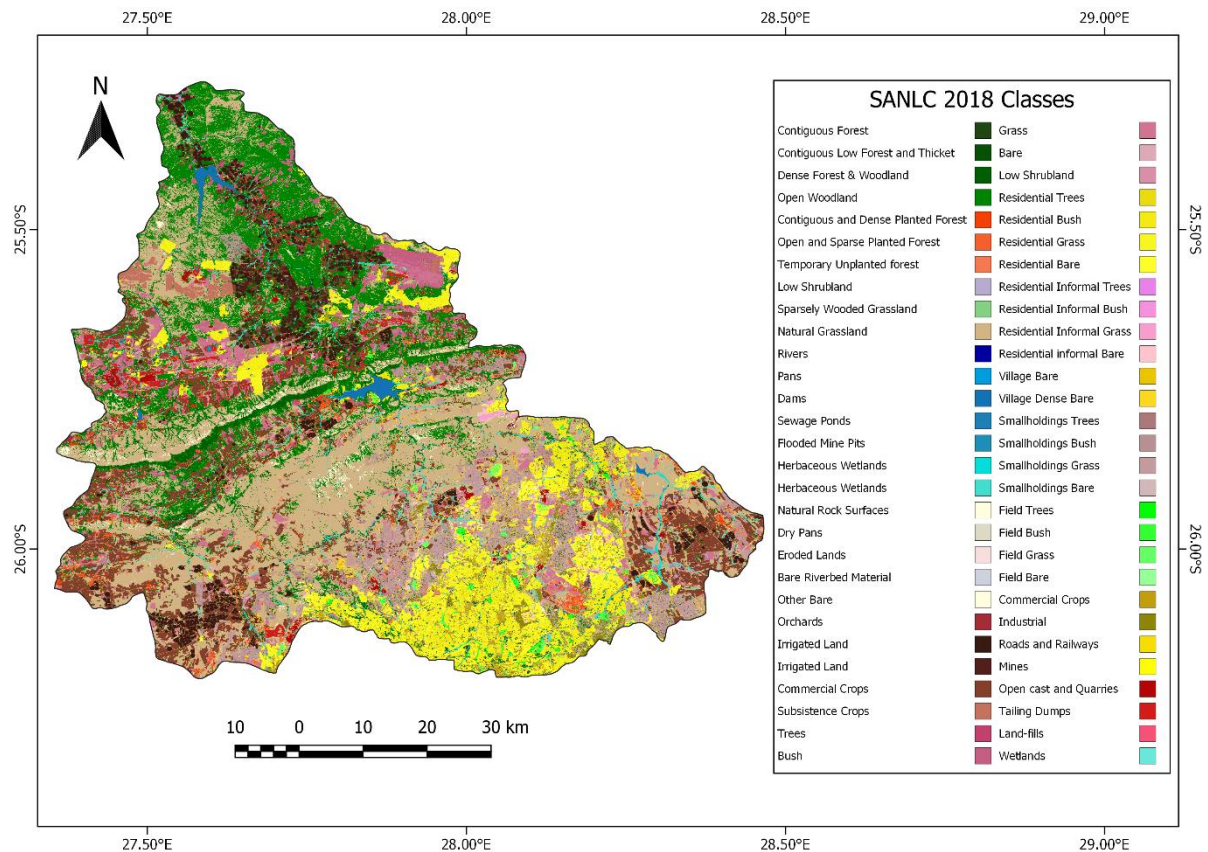 27.50°E 28.00°E 28.50°E 29.00°E
N
SANLC 2018 Classes
Contiguous Forest Grass
Contiguous Low Forest and Thicket Bare
Dense Forest & Woodland Low Shrubland
Open Woodland Residential Trees
Contiguous and Dense Planted Forest Residential Bush
Open and Sparse Planted Forest Residential Grass
Temporary Unplanted forest Residential Bare
Low Shrubland Residential Informal Trees
Sparsely Wooded Grassland Residential Informal Bush
Natural Grassland Residential Informal Grass
Rivers Residential informal Bare
Pans Village Bare
Dams Village Dense Bare
Sewage Ponds Smallholdings Trees
Flooded Mine Pits Smallholdings Bush
Herbaceous Wetlands Smallholdings Grass
Herbaceous Wetlands Smallholdings Bare
Natural Rock Surfaces Field Trees
Dry Pans Field Bush
Eroded Lands Field Grass
Bare Riverbed Material Field Bare
Other Bare Commercial Crops
Orchards Industrial
Irrigated Land Roads and Railways
Irrigated Land Mines
Commercial Crops Open cast and Quarries
Subsistence Crops Tailing Dumps
Trees Land-fills
Bush Wetlands
25.50°S 25.50°S
26.00°S 26.00°S
10 0 10 20 30 km
27.50°E 28.00°E 28.50°E 29.00°E